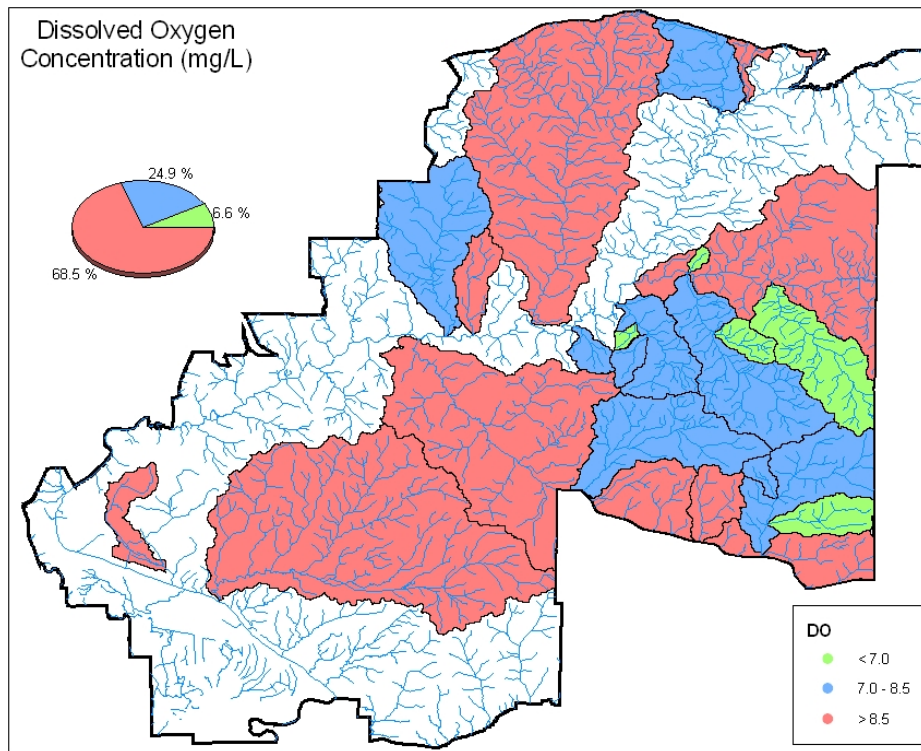 Dissolved Oxygen
Concentration (mg/L)
24.9 %
6.6 %
68.5 %
DO
<7.0
7.0 - 8.5
>8.5